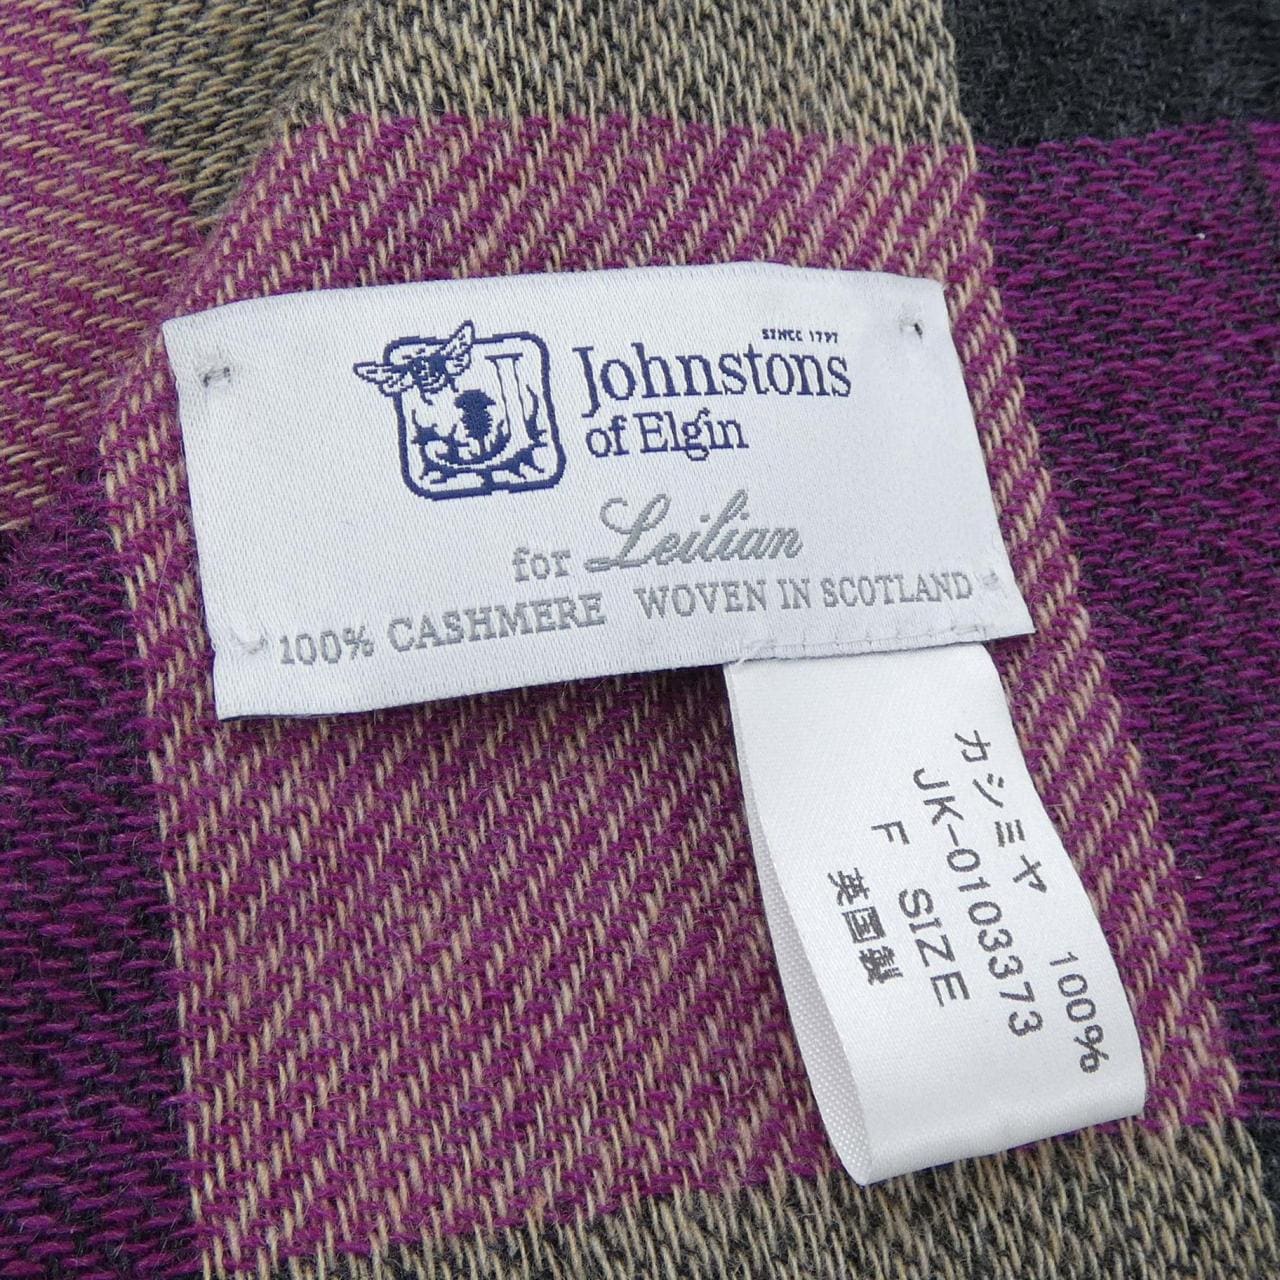 SINCE 1797
Johnstons
of Elgin
for Leilian
100% CASHMERE WOVEN IN SCOTLAND
カシミヤ 100%
JK-0103373
F SIZE
英国製